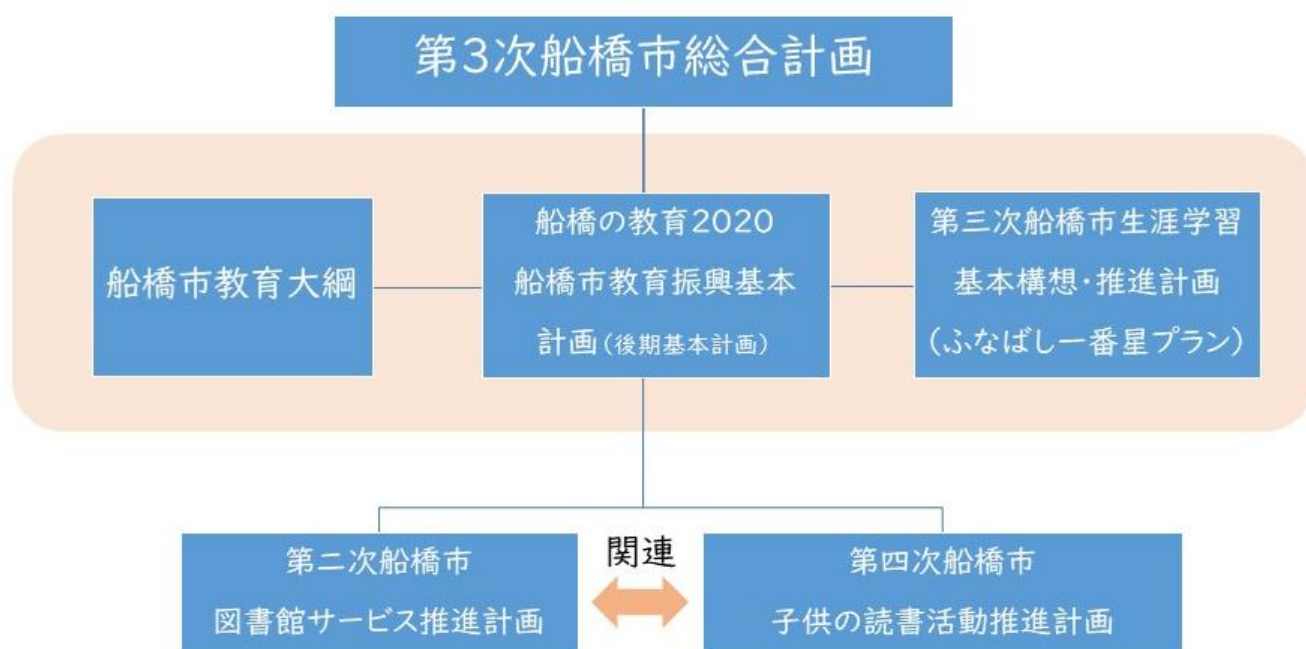 第3次船橋市総合計画
船橋市教育大綱
船橋の教育2020
船橋市教育振興基本
計画(後期基本計画)
第三次船橋市生涯学習
基本構想・推進計画
(ふなばし一番星プラン)
第二次船橋市
図書館サービス推進計画
関連
第四次船橋市
子供の読書活動推進計画